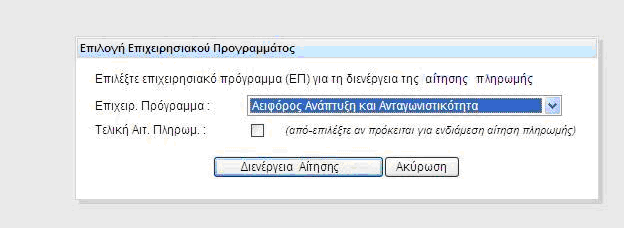 Επιλογή Επιχειρησιακού Προγραμμάτος
Επιλέξτε επιχειρησιακό πρόγραμμα (ΕΠ) για τη διενέργεια της αίτησης πληρωμής
Επιχειρ. Πρόγραμμα : Αειφόρος Ανάπτυξη και Ανταγωνιστικότητα
Τελική Αιτ. Πληρωμ. : (από-επιλέξτε αν πρόκειται για ενδιάμεση αίτηση πληρωμής)
Διενέργεια Αίτησης Ακύρωση